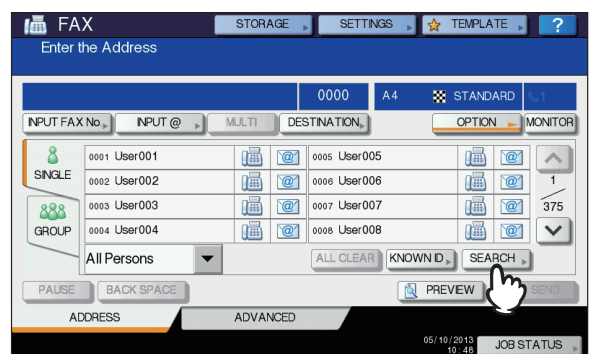 FAX STORAGE SETTINGS TEMPLATE ?
Enter the Address
0000 A4 STANDARD 1
INPUT FAX No. INPUT @ MULTI DESTINATION OPTION MONITOR
SINGLE
0001 User001 @ 0005 User005 @
0002 User002 @ 0006 User006 @
1
0003 User003 @ 0007 User007 @
375
GROUP
0004 User004 @ 0008 User008 @
All Persons ALL CLEAR KNOWN ID SEARCH
PAUSE BACK SPACE PREVIEW SEND
ADDRESS ADVANCED
05/10/2013
10:48
JOB STATUS